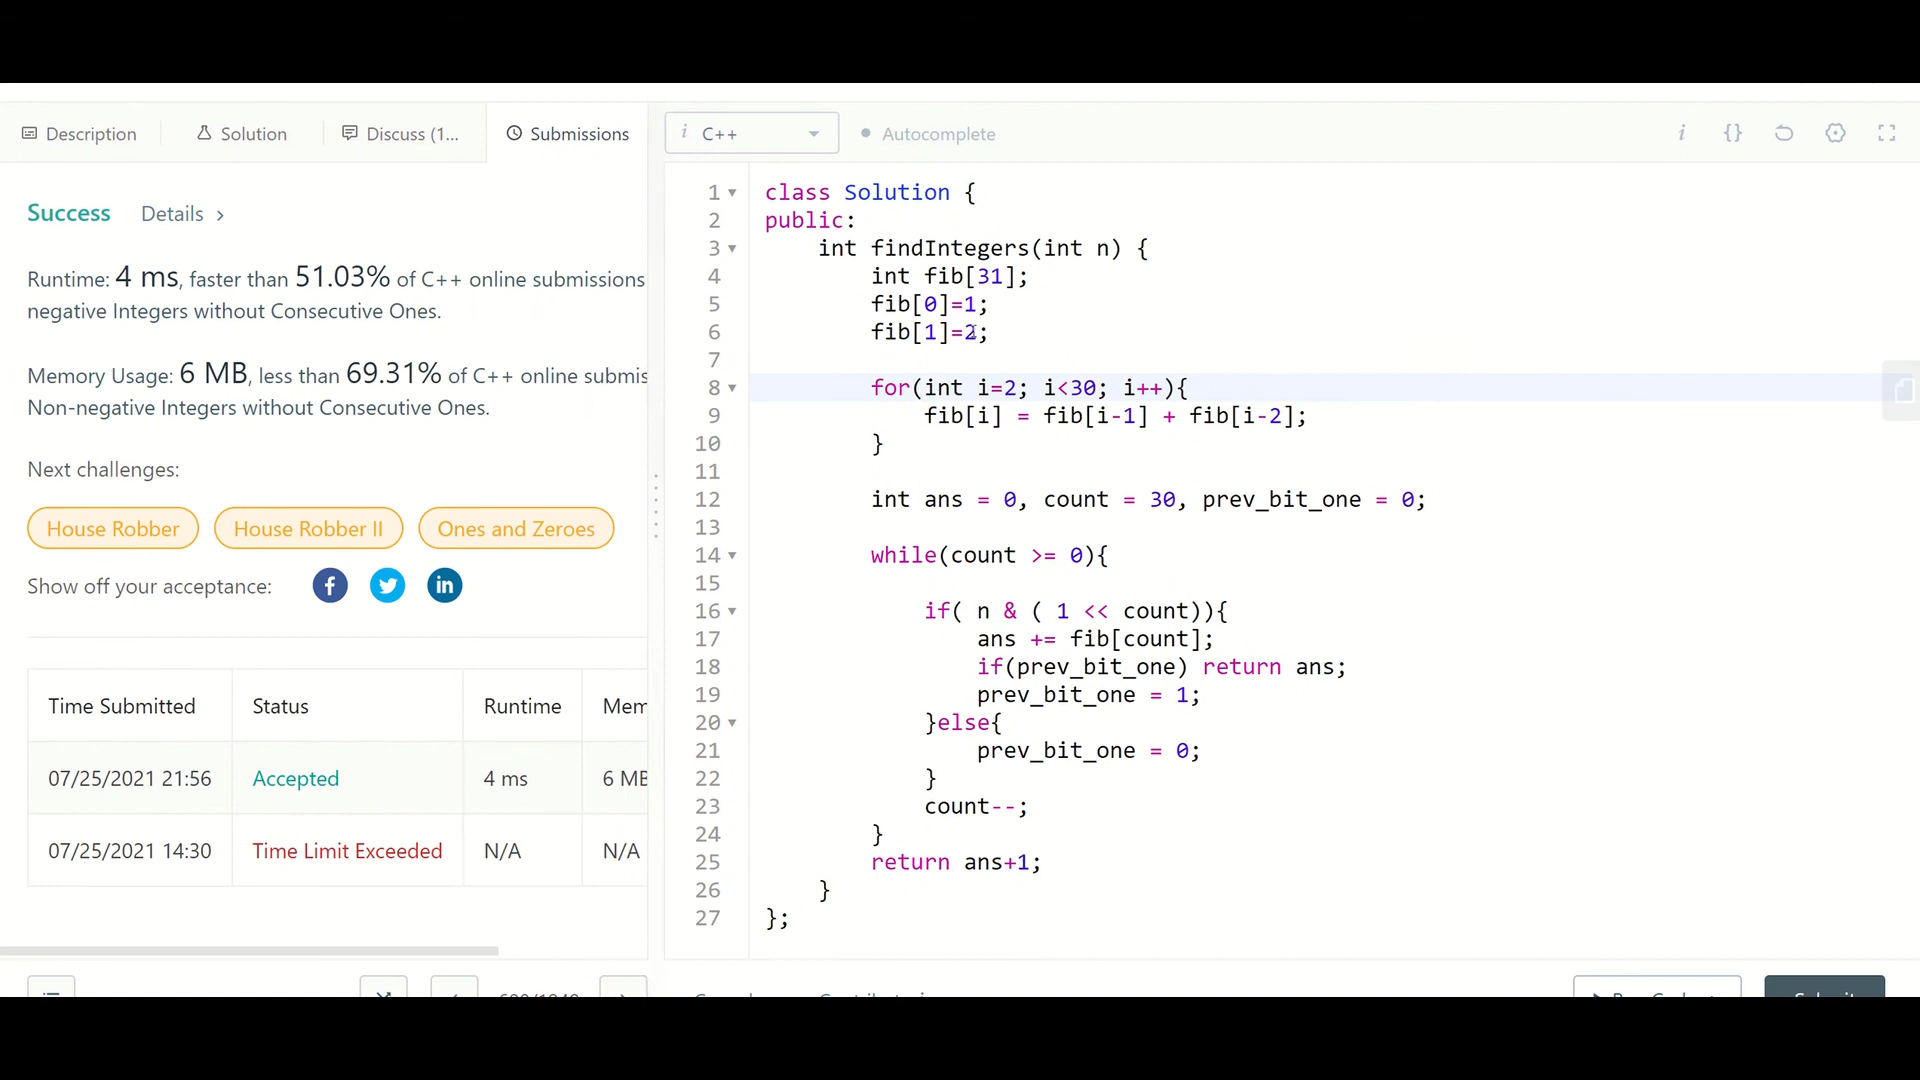 Description
Solution
Discuss (1...
Submissions
i C++
Autocomplete
i {}
Success Details >
Runtime: 4 ms, faster than 51.03% of C++ online submissions
negative Integers without Consecutive Ones.
Memory Usage: 6 MB, less than 69.31% of C++ online submis
Non-negative Integers without Consecutive Ones.
Next challenges:
House Robber
House Robber II
Ones and Zeroes
Show off your acceptance:
Time Submitted Status Runtime Mem
07/25/2021 21:56 Accepted 4 ms 6 MB
07/25/2021 14:30 Time Limit Exceeded N/A N/A
1 class Solution {
2 public:
3 int findIntegers(int n) {
4 int fib[31];
5 fib[0]=1;
6 fib[1]=2;
7
8 for(int i=2; i<30; i++){
9 fib[i] = fib[i-1] + fib[i-2];
10 }
11
12 int ans = 0, count = 30, prev_bit_one = 0;
13
14 while(count >= 0){
15
16 if( n & ( 1 << count)){
17 ans += fib[count];
18 if(prev_bit_one) return ans;
19 prev_bit_one = 1;
20 }else{
21 prev_bit_one = 0;
22 }
23 count--;
24 }
25 return ans+1;
26 }
27 };